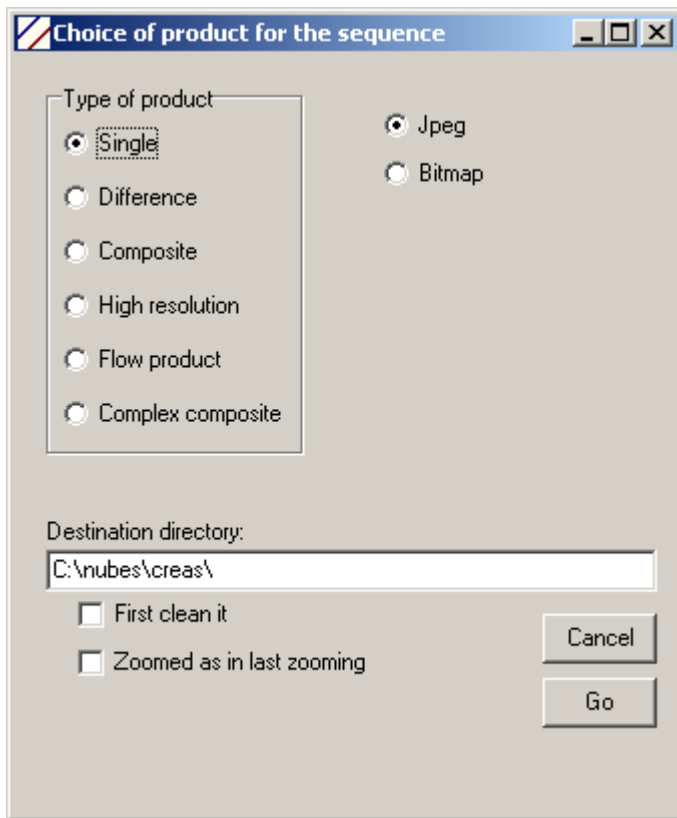 Choice of product for the sequence
Type of product
Single
Difference
Composite
High resolution
Flow product
Complex composite
Jpeg
Bitmap
Destination directory:
C:\nubes\creas\
First clean it
Zoomed as in last zooming
Cancel
Go